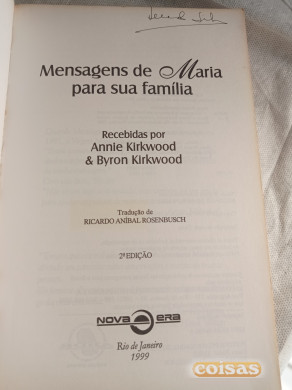 Mensagens de Maria
para sua família
Recebidas por
Annie Kirkwood
& Byron Kirkwood
Tradução de
RICARDO ANÍBAL ROSENBUSCH
2ª EDIÇÃO
NOVA ERA
Rio de Janeiro
1999
coisas